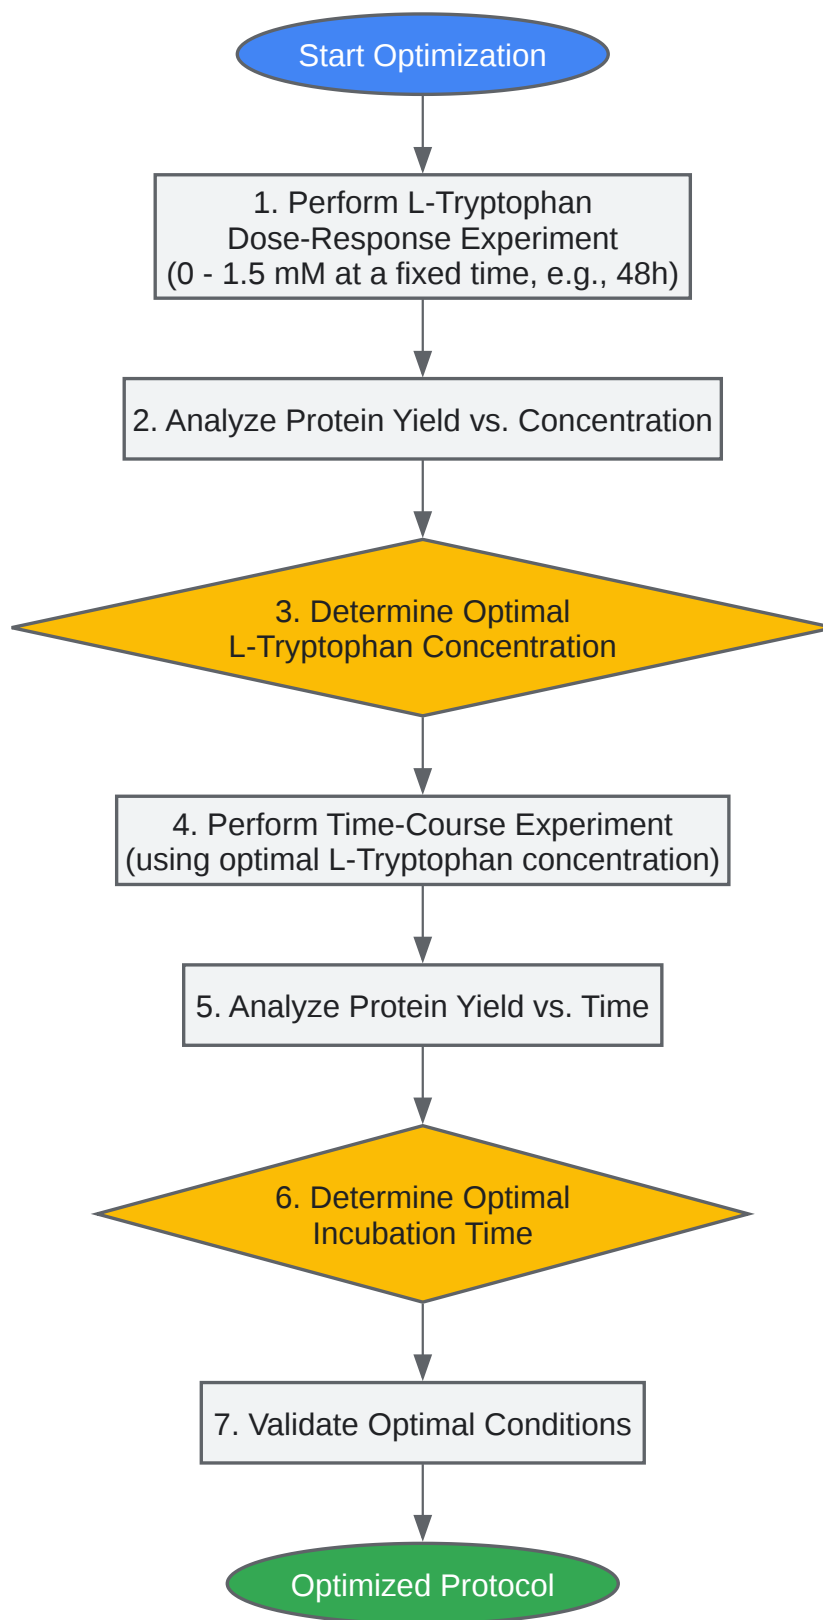 Start Optimization
1. Perform L-Tryptophan
Dose-Response Experiment
(0 - 1.5 mM at a fixed time, e.g., 48h)
2. Analyze Protein Yield vs. Concentration
3. Determine Optimal
L-Tryptophan Concentration
4. Perform Time-Course Experiment
(using optimal L-Tryptophan concentration)
5. Analyze Protein Yield vs. Time
6. Determine Optimal
Incubation Time
7. Validate Optimal Conditions
Optimized Protocol